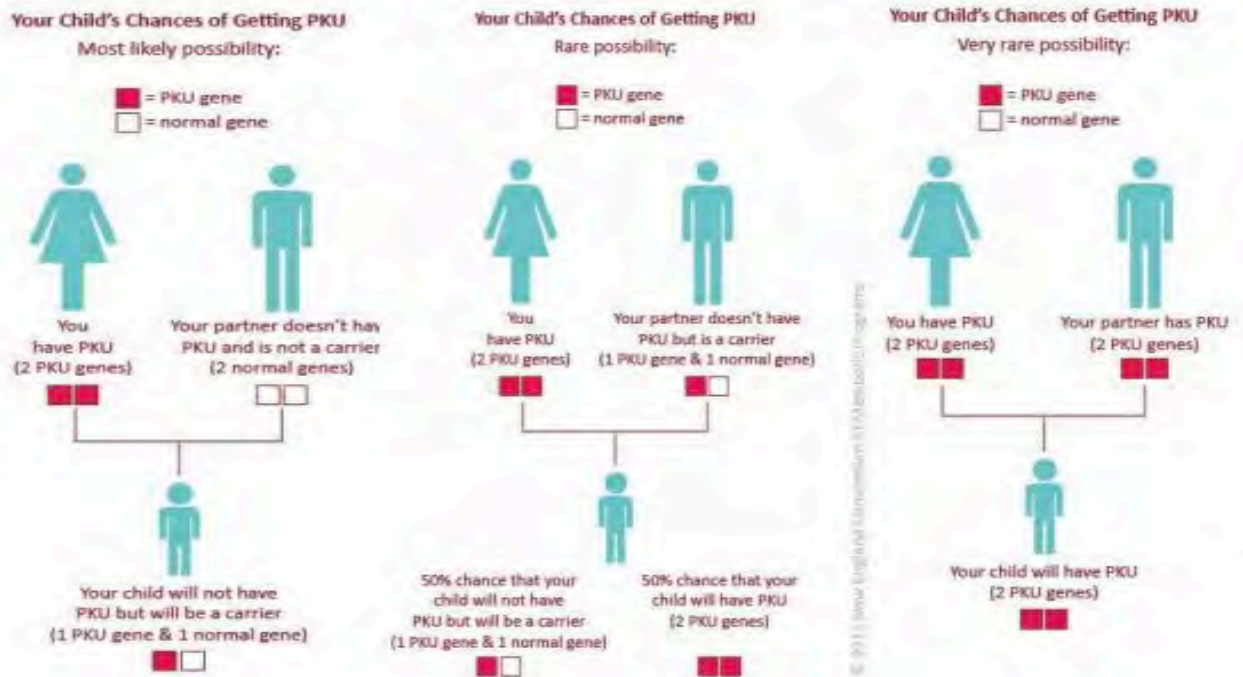 Your Child's Chances of Getting PKU
Most likely possibility:
= PKU gene
= normal gene
You
have PKU
(2 PKU genes)
Your partner doesn't hav
PKU and is not a carrier
(2 normal genes)
Your child will not have
PKU but will be a carrier
(1 PKU gene & 1 normal gene)
Your Child's Chances of Getting PKU
Rare possibility:
= PKU gene
= normal gene
You
have PKU
(2 PKU genes)
Your partner doesn't have
PKU but is a carrier
(1 PKU gene & 1 normal gene)
50% chance that your
child will not have
PKU but will be a carrier
(1 PKU gene & 1 normal gene)
50% chance that your
child will have PKU
(2 PKU genes)
Your Child's Chances of Getting PKU
Very rare possibility:
= PKU gene
= normal gene
You have PKU
(2 PKU genes)
Your partner has PKU
(2 PKU genes)
Your child will have PKU
(2 PKU genes)
New England Consortium of Metabolic Programs